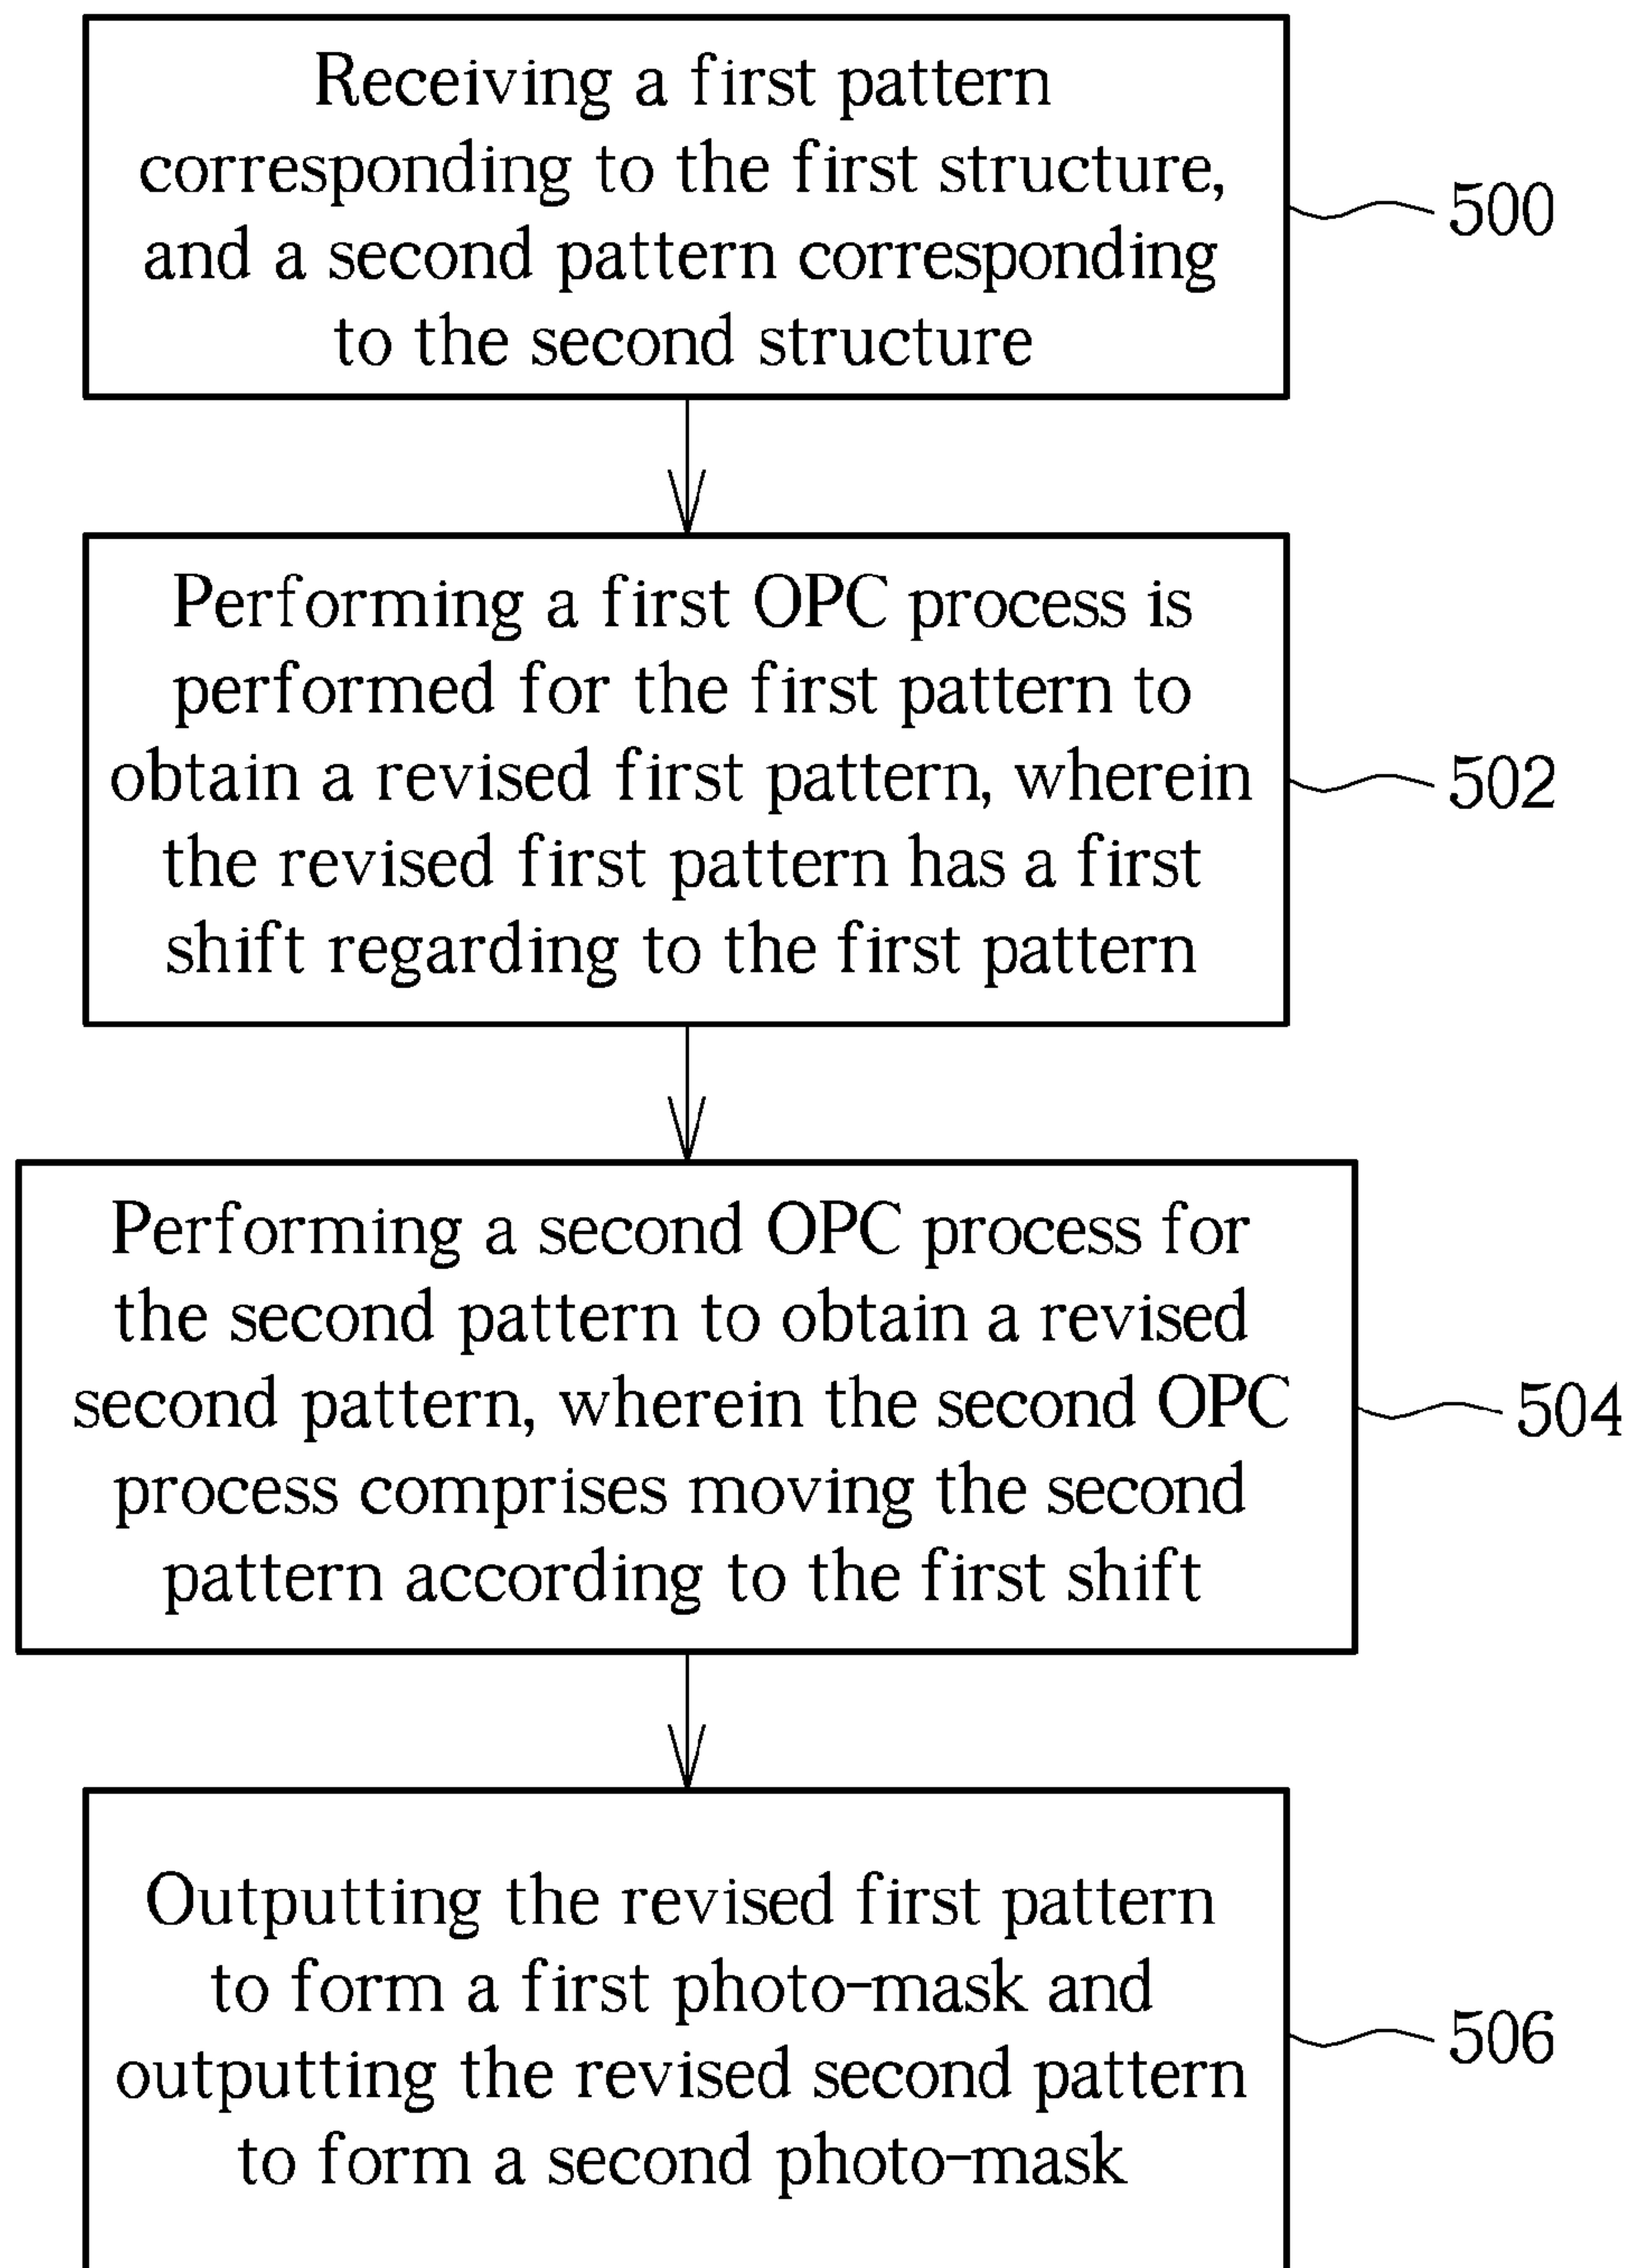 Receiving a first pattern
corresponding to the first structure,
and a second pattern corresponding
to the second structure
500
Performing a first OPC process is
performed for the first pattern to
obtain a revised first pattern, wherein
the revised first pattern has a first
shift regarding to the first pattern
502
Performing a second OPC process for
the second pattern to obtain a revised
second pattern, wherein the second OPC
process comprises moving the second
pattern according to the first shift
504
Outputting the revised first pattern
to form a first photo-mask and
outputting the revised second pattern
to form a second photo-mask
506